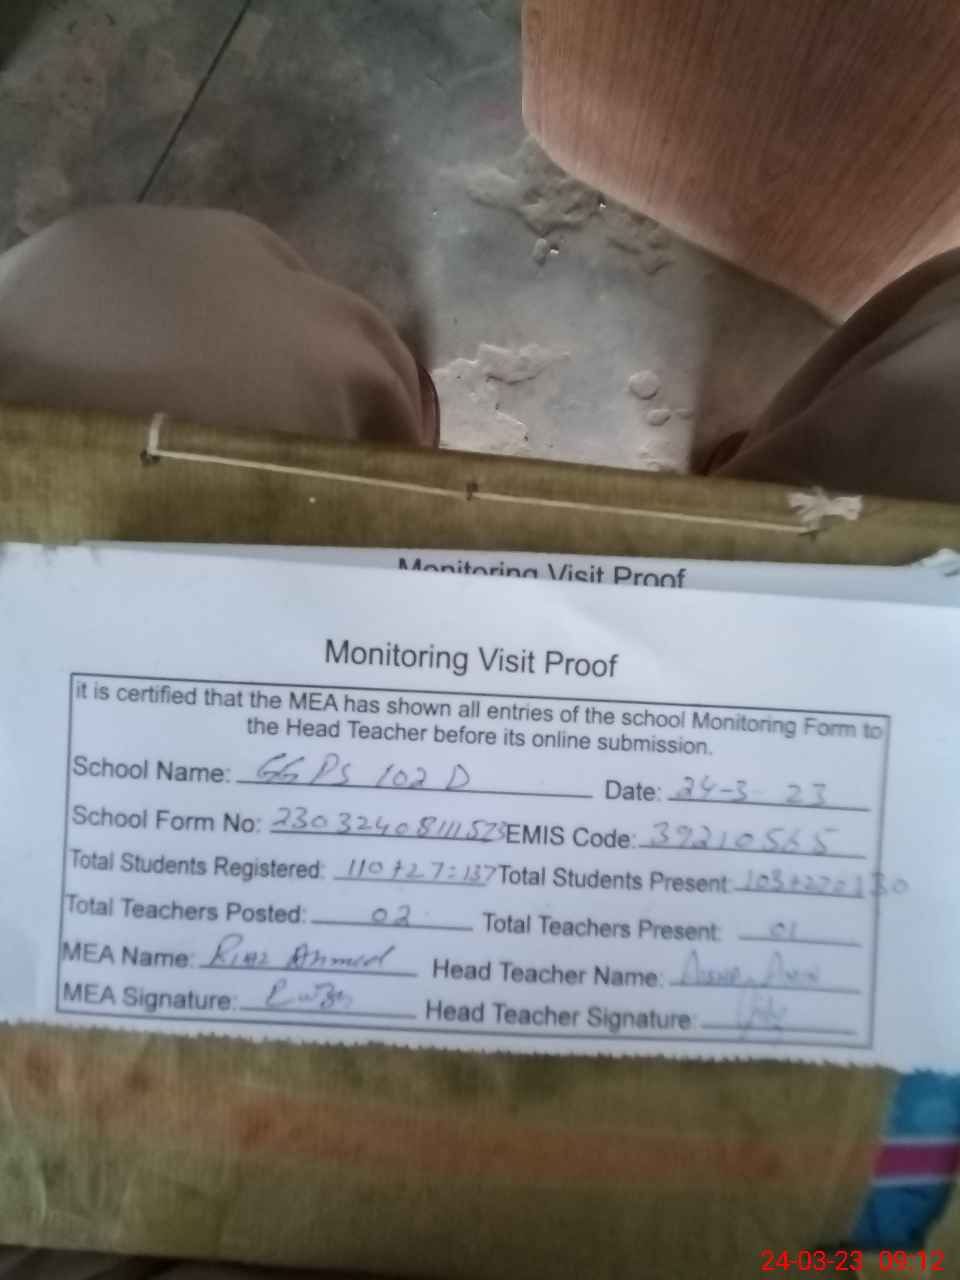 Monitoring Visit Proof
Monitoring Visit Proof
it is certified that the MEA has shown all entries of the school Monitoring Form to
the Head Teacher before its online submission.
School Name: GGPS 102 D Date: 24-3-23
School Form No: EMIS Code: 39210565
Total Students Registered: 110+27=137 Total Students Present:
Total Teachers Posted: 02 Total Teachers Present: 01
MEA Name: Riaz Ahmed Head Teacher Name:
MEA Signature: Head Teacher Signature:
24-03-23 09:12